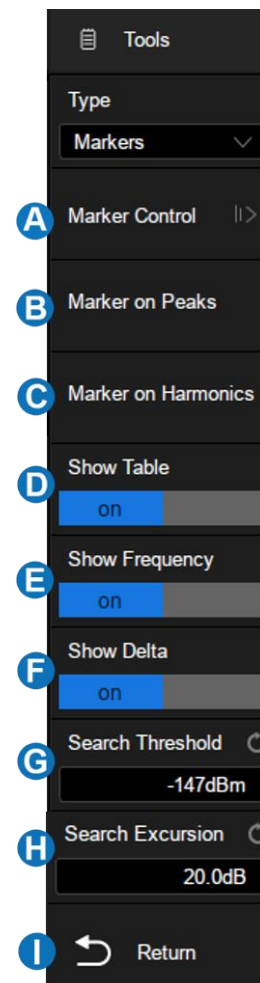 Tools
Type
Markers
A Marker Control
B Marker on Peaks
C Marker on Harmonics
Show Table
D
on
Show Frequency
E
on
Show Delta
F
on
Search Threshold
G
-147dBm
Search Excursion
H
20.0dB
I Return